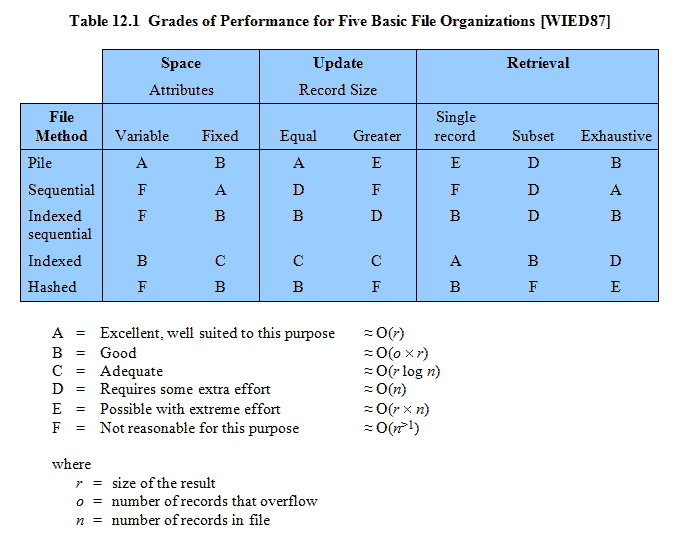 Table 12.1  Grades of Performance for Five Basic File Organizations [WIED87]
Space Update Retrieval
Attributes Record Size
File Method Variable Fixed Equal Greater Single record Subset Exhaustive
Pile A B A E E D B
Sequential F A D F F D A
Indexed sequential F B B D B D B
Indexed B C C C A B D
Hashed F B B F B F E
A = Excellent, well suited to this purpose ≈ O(r)
B = Good ≈ O(o × r)
C = Adequate ≈ O(r log n)
D = Requires some extra effort ≈ O(n)
E = Possible with extreme effort ≈ O(r × n)
F = Not reasonable for this purpose ≈ O(n>1)
where
r = size of the result
o = number of records that overflow
n = number of records in file